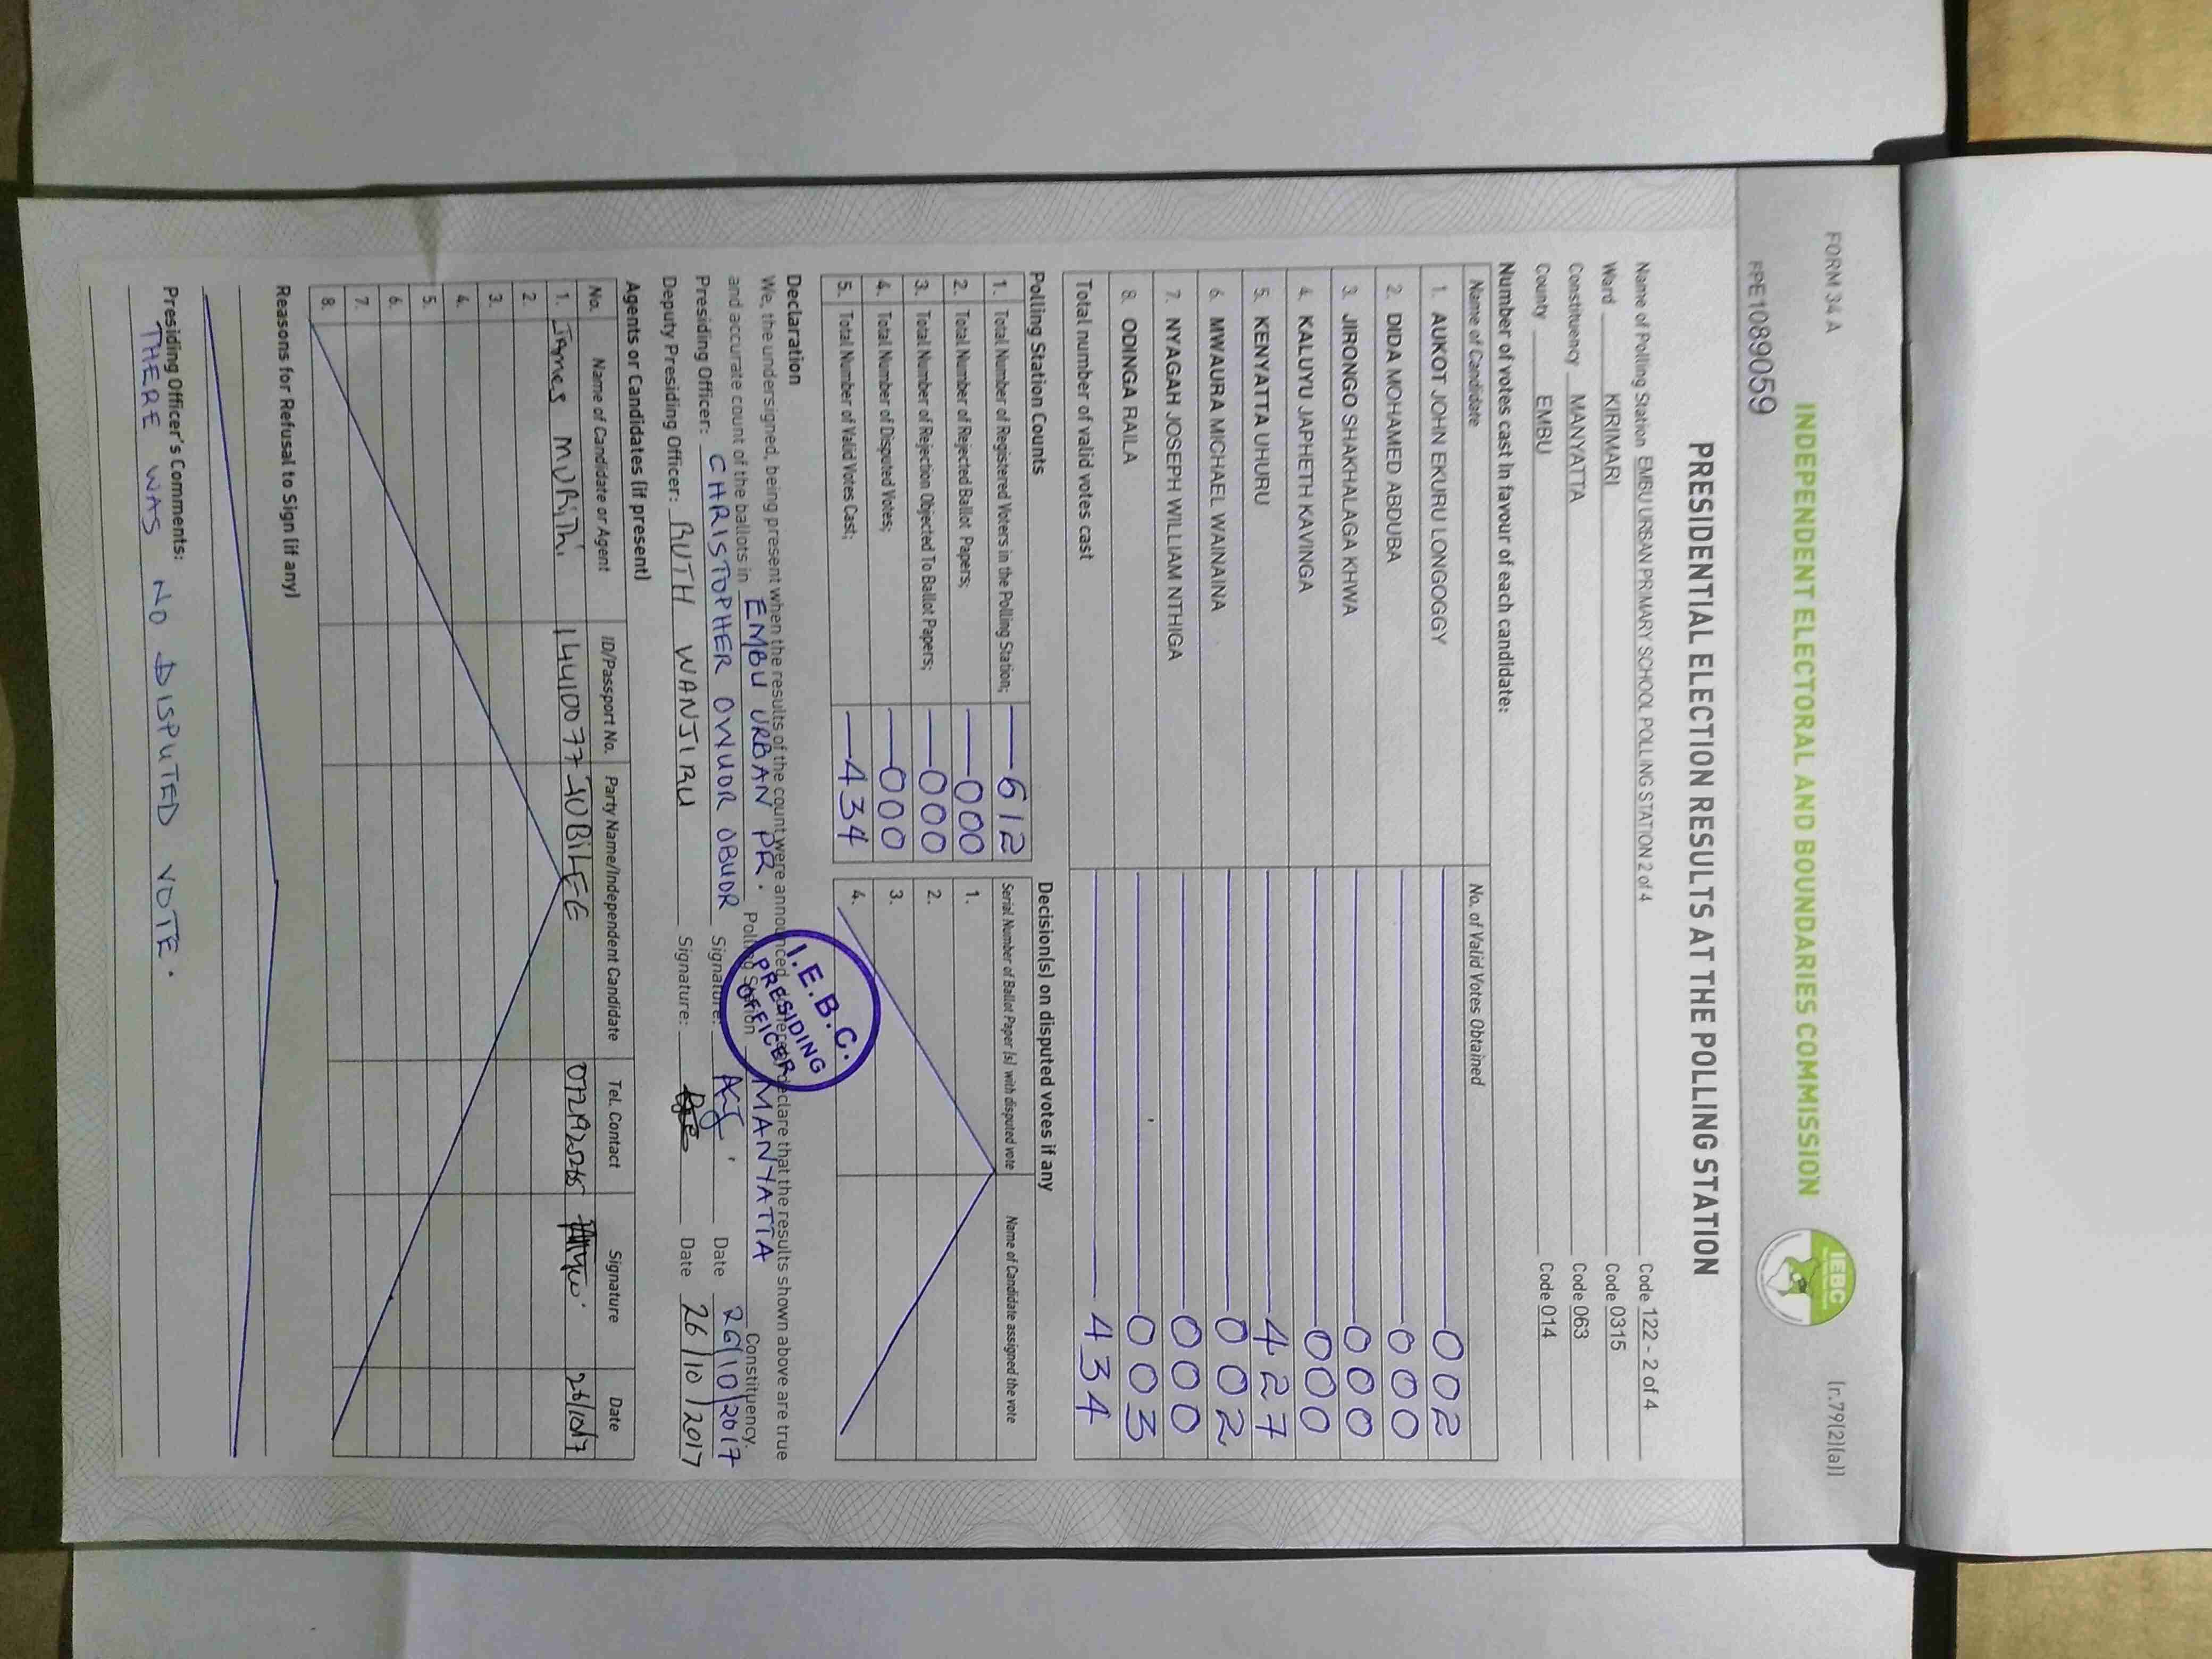 FORM 34 A
[r.79(2)(a)]
INDEPENDENT ELECTORAL AND BOUNDARIES COMMISSION
IEBC
FPE1089059
PRESIDENTIAL ELECTION RESULTS AT THE POLLING STATION
Name of Polling Station EMBU URBAN PRIMARY SCHOOL POLLING STATION 2 of 4 Code 122 - 2 of 4
Ward KIRIMARI Code 0315
Constituency MANYATTA Code 063
County EMBU Code 014
Number of votes cast in favour of each candidate:
Name of Candidate No. of Valid Votes Obtained
1. AUKOT JOHN EKURU LONGOGGY 002
2. DIDA MOHAMED ABDUBA 000
3. JIRONGO SHAKHALAGA KHWA 000
4. KALUYU JAPHETH KAVINGA 000
5. KENYATTA UHURU 427
6. MWAURA MICHAEL WAINAINA 002
7. NYAGAH JOSEPH WILLIAM NTHIGA 000
8. ODINGA RAILA 003
Total number of valid votes cast 434
Polling Station Counts
1. Total Number of Registered Voters in the Polling Station; 612
2. Total Number of Rejected Ballot Papers; 000
3. Total Number of Rejection Objected To Ballot Papers; 000
4. Total Number of Disputed Votes; 000
5. Total Number of Valid Votes Cast; 434
Decision(s) on disputed votes if any
Serial Number of Ballot Paper (s) with disputed vote Name of Candidate assigned the vote
1.
2.
3.
4.
Declaration
We, the undersigned, being present when the results of the count were announced, do hereby declare that the results shown above are true
and accurate count of the ballots in EMBU URBAN PR. Polling Station MANYATTA Constituency.
Presiding Officer: CHRISTOPHER OWUOR OBUOR Signature: Date 26/10/2017
Deputy Presiding Officer: RUTH WANJIRU Signature: Date 26/10/2017
I.E.B.C.
PRESIDING
OFFICER
Agents or Candidates (if present)
No. Name of Candidate or Agent ID/Passport No. Party Name/Independent Candidate Tel. Contact Signature Date
1. James MURITHI 14410077 JUBILEE 26/10/17
2.
3.
4.
5.
6.
7.
8.
Reasons for Refusal to Sign (if any)
Presiding Officer's Comments:
THERE WAS NO DISPUTED VOTE.